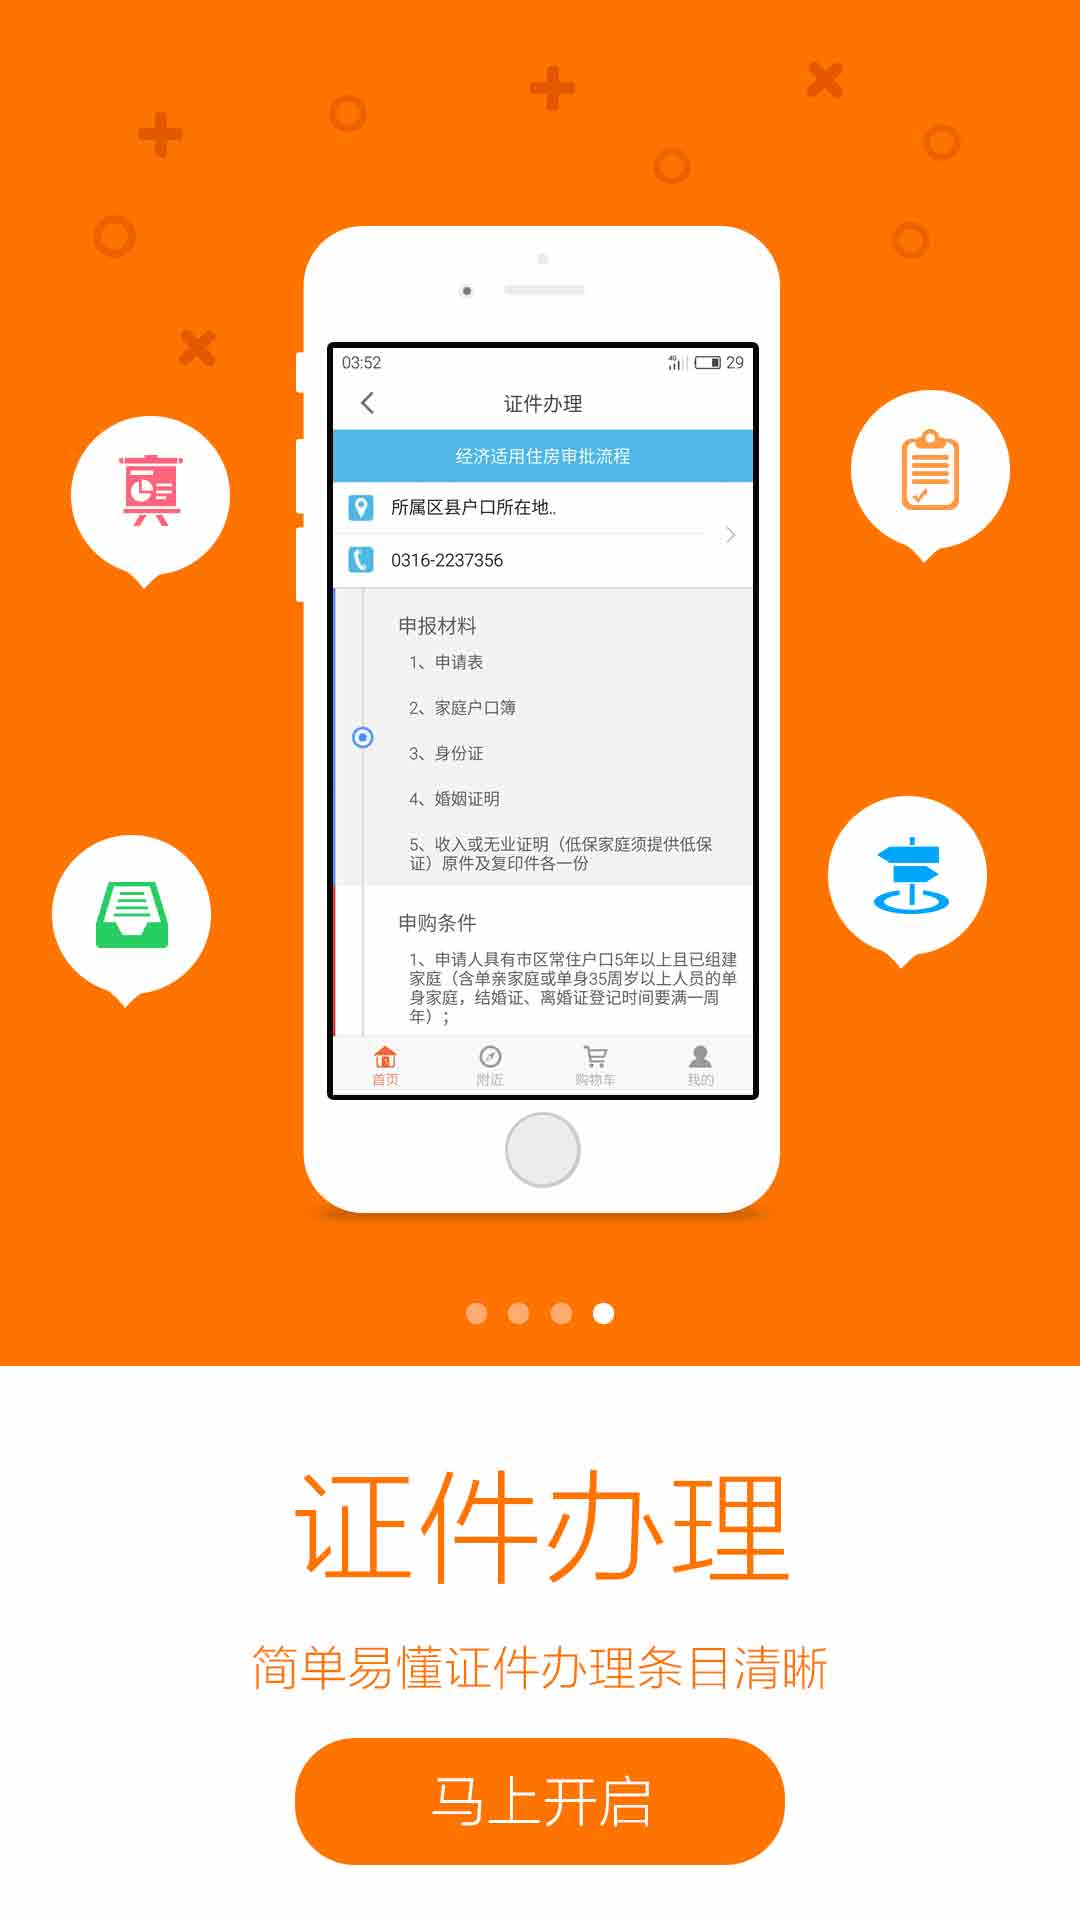 03:52
4G
29
证件办理
经济适用住房审批流程
所属区县户口所在地..
0316-2237356
申报材料
1、申请表
2、家庭户口簿
3、身份证
4、婚姻证明
5、收入或无业证明（低保家庭须提供低保
证）原件及复印件各一份
申购条件
1、申请人具有市区常住户口5年以上且已组建
家庭（含单亲家庭或单身35周岁以上人员的单
身家庭，结婚证、离婚证登记时间要满一周
年）；
首页
附近
购物车
我的
证件办理
简单易懂证件办理条目清晰
马上开启